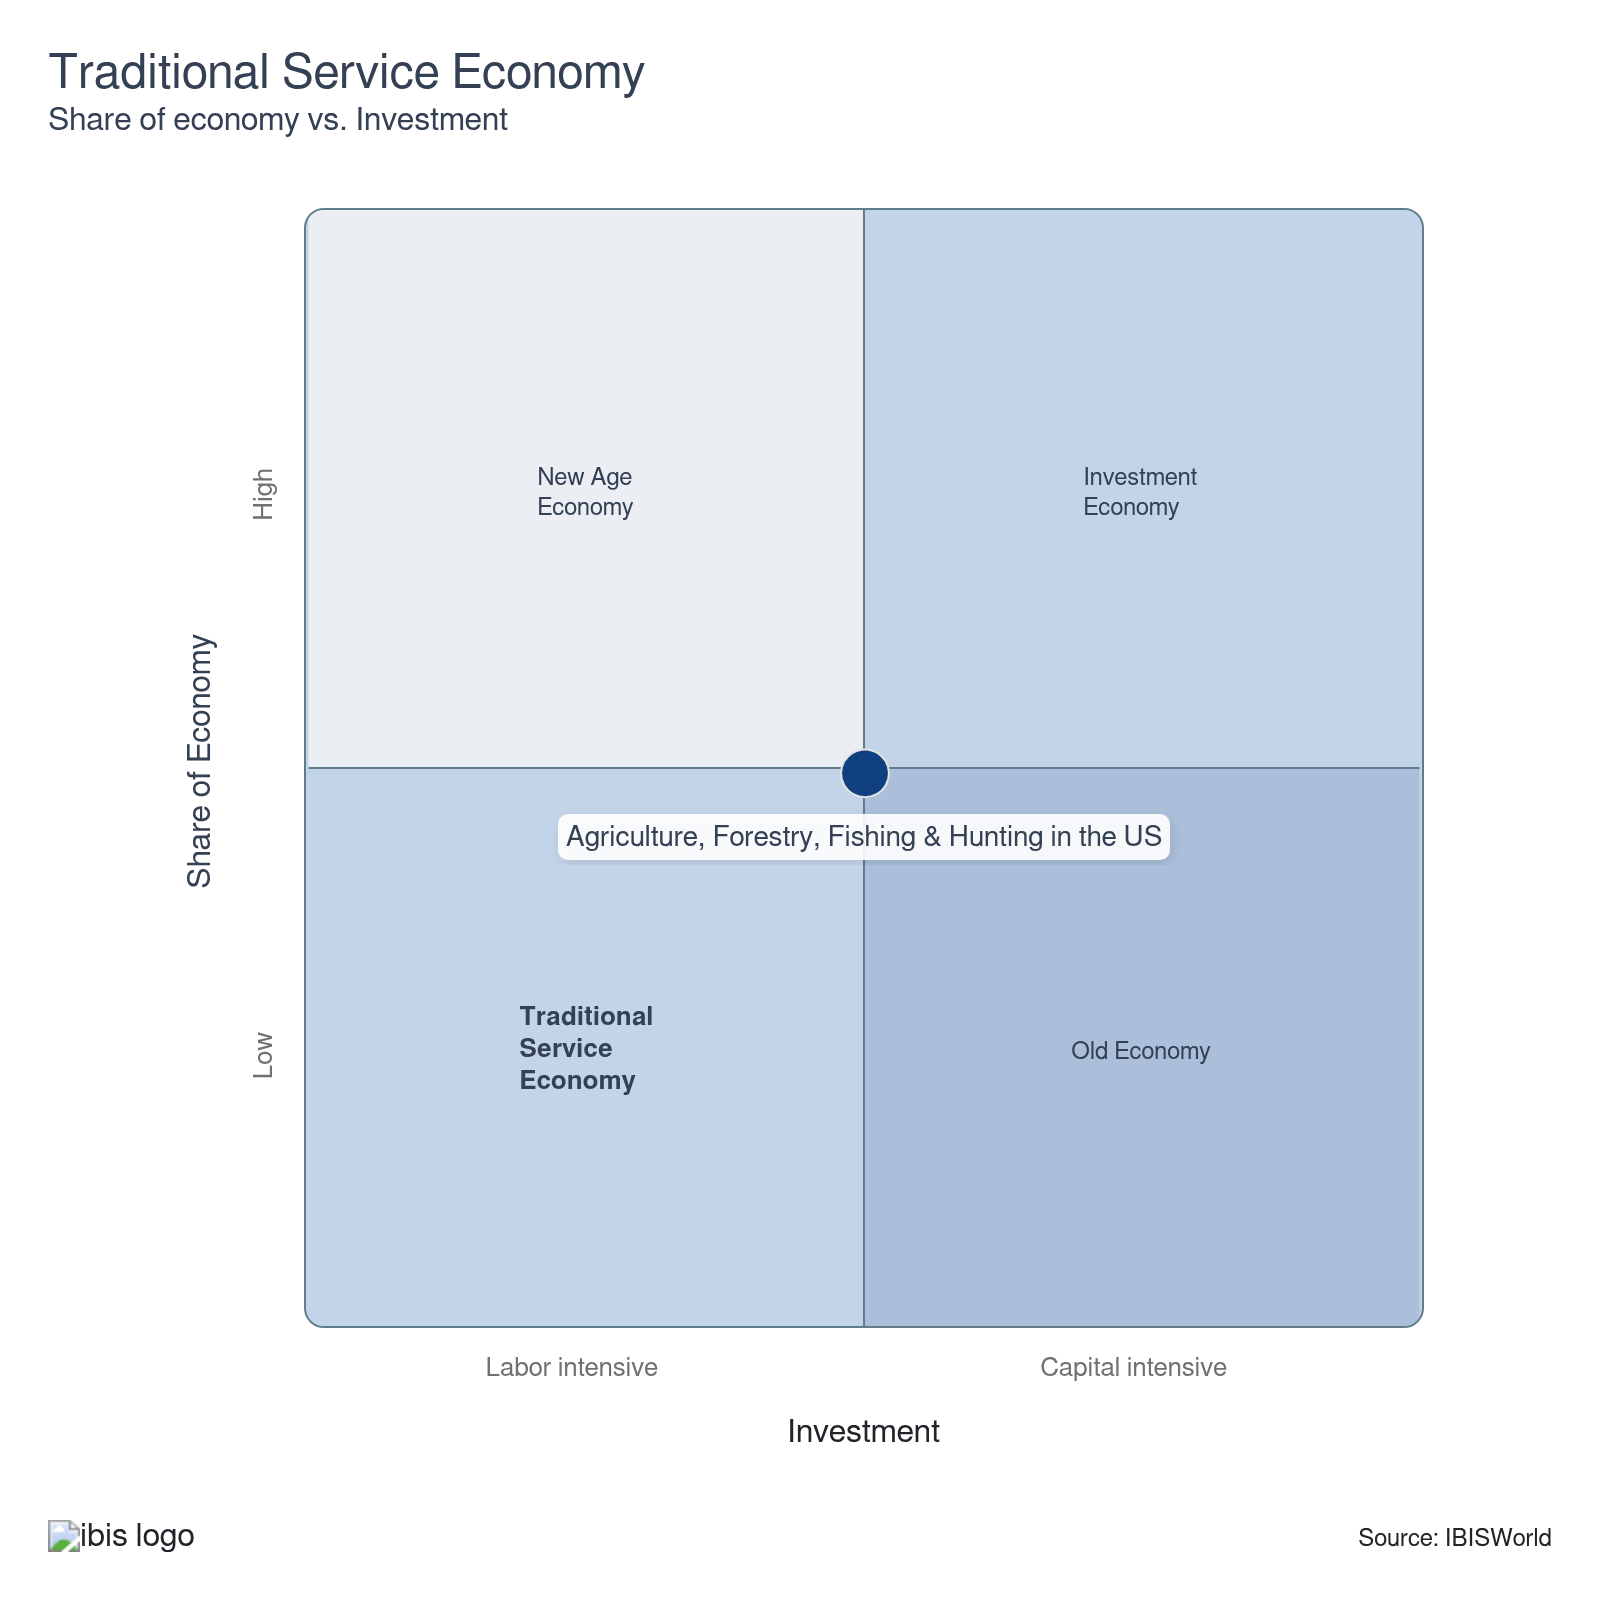 Traditional Service Economy
Share of economy vs. Investment
New Age
Economy
Investment
Economy
High
Share of Economy
Agriculture, Forestry, Fishing & Hunting in the US
Traditional
Service
Economy
Old Economy
Low
Labor intensive
Capital intensive
Investment
ibis logo
Source: IBISWorld